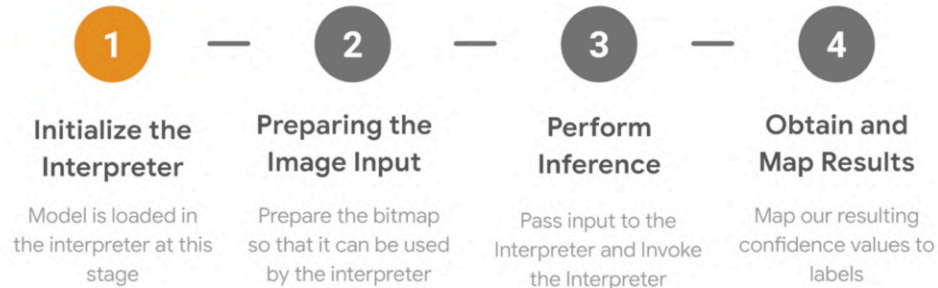 1
2
3
4
Initialize the
Interpreter
Model is loaded in
the interpreter at this
stage
Preparing the
Image Input
Prepare the bitmap
so that it can be used
by the interpreter
Perform
Inference
Pass input to the
Interpreter and Invoke
the Interpreter
Obtain and
Map Results
Map our resulting
confidence values to
labels